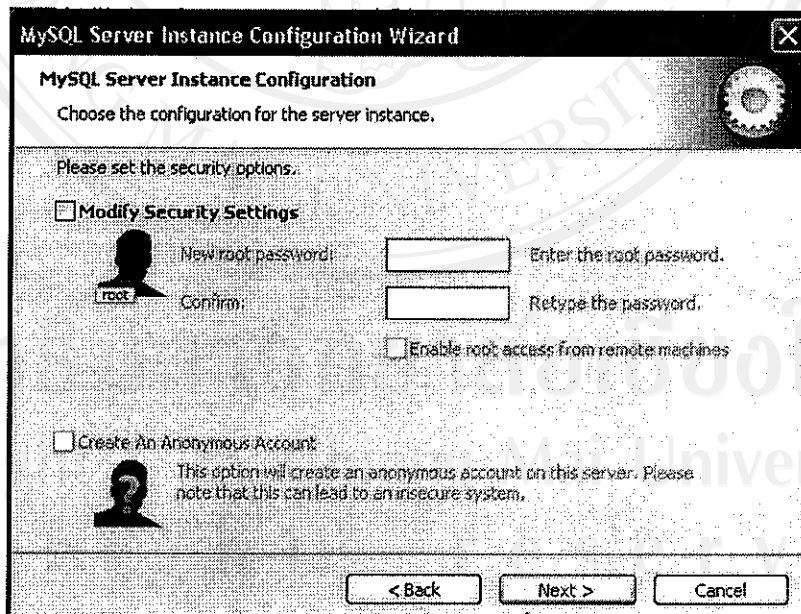 MySQL Server Instance Configuration Wizard
MySQL Server Instance Configuration
Choose the configuration for the server instance.
Please set the security options.
Modify Security Settings
New root password: Enter the root password.
root
Confirm: Retype the password.
Enable root access from remote machines
Create An Anonymous Account
This option will create an anonymous account on this server. Please
note that this can lead to an insecure system.
< Back Next > Cancel